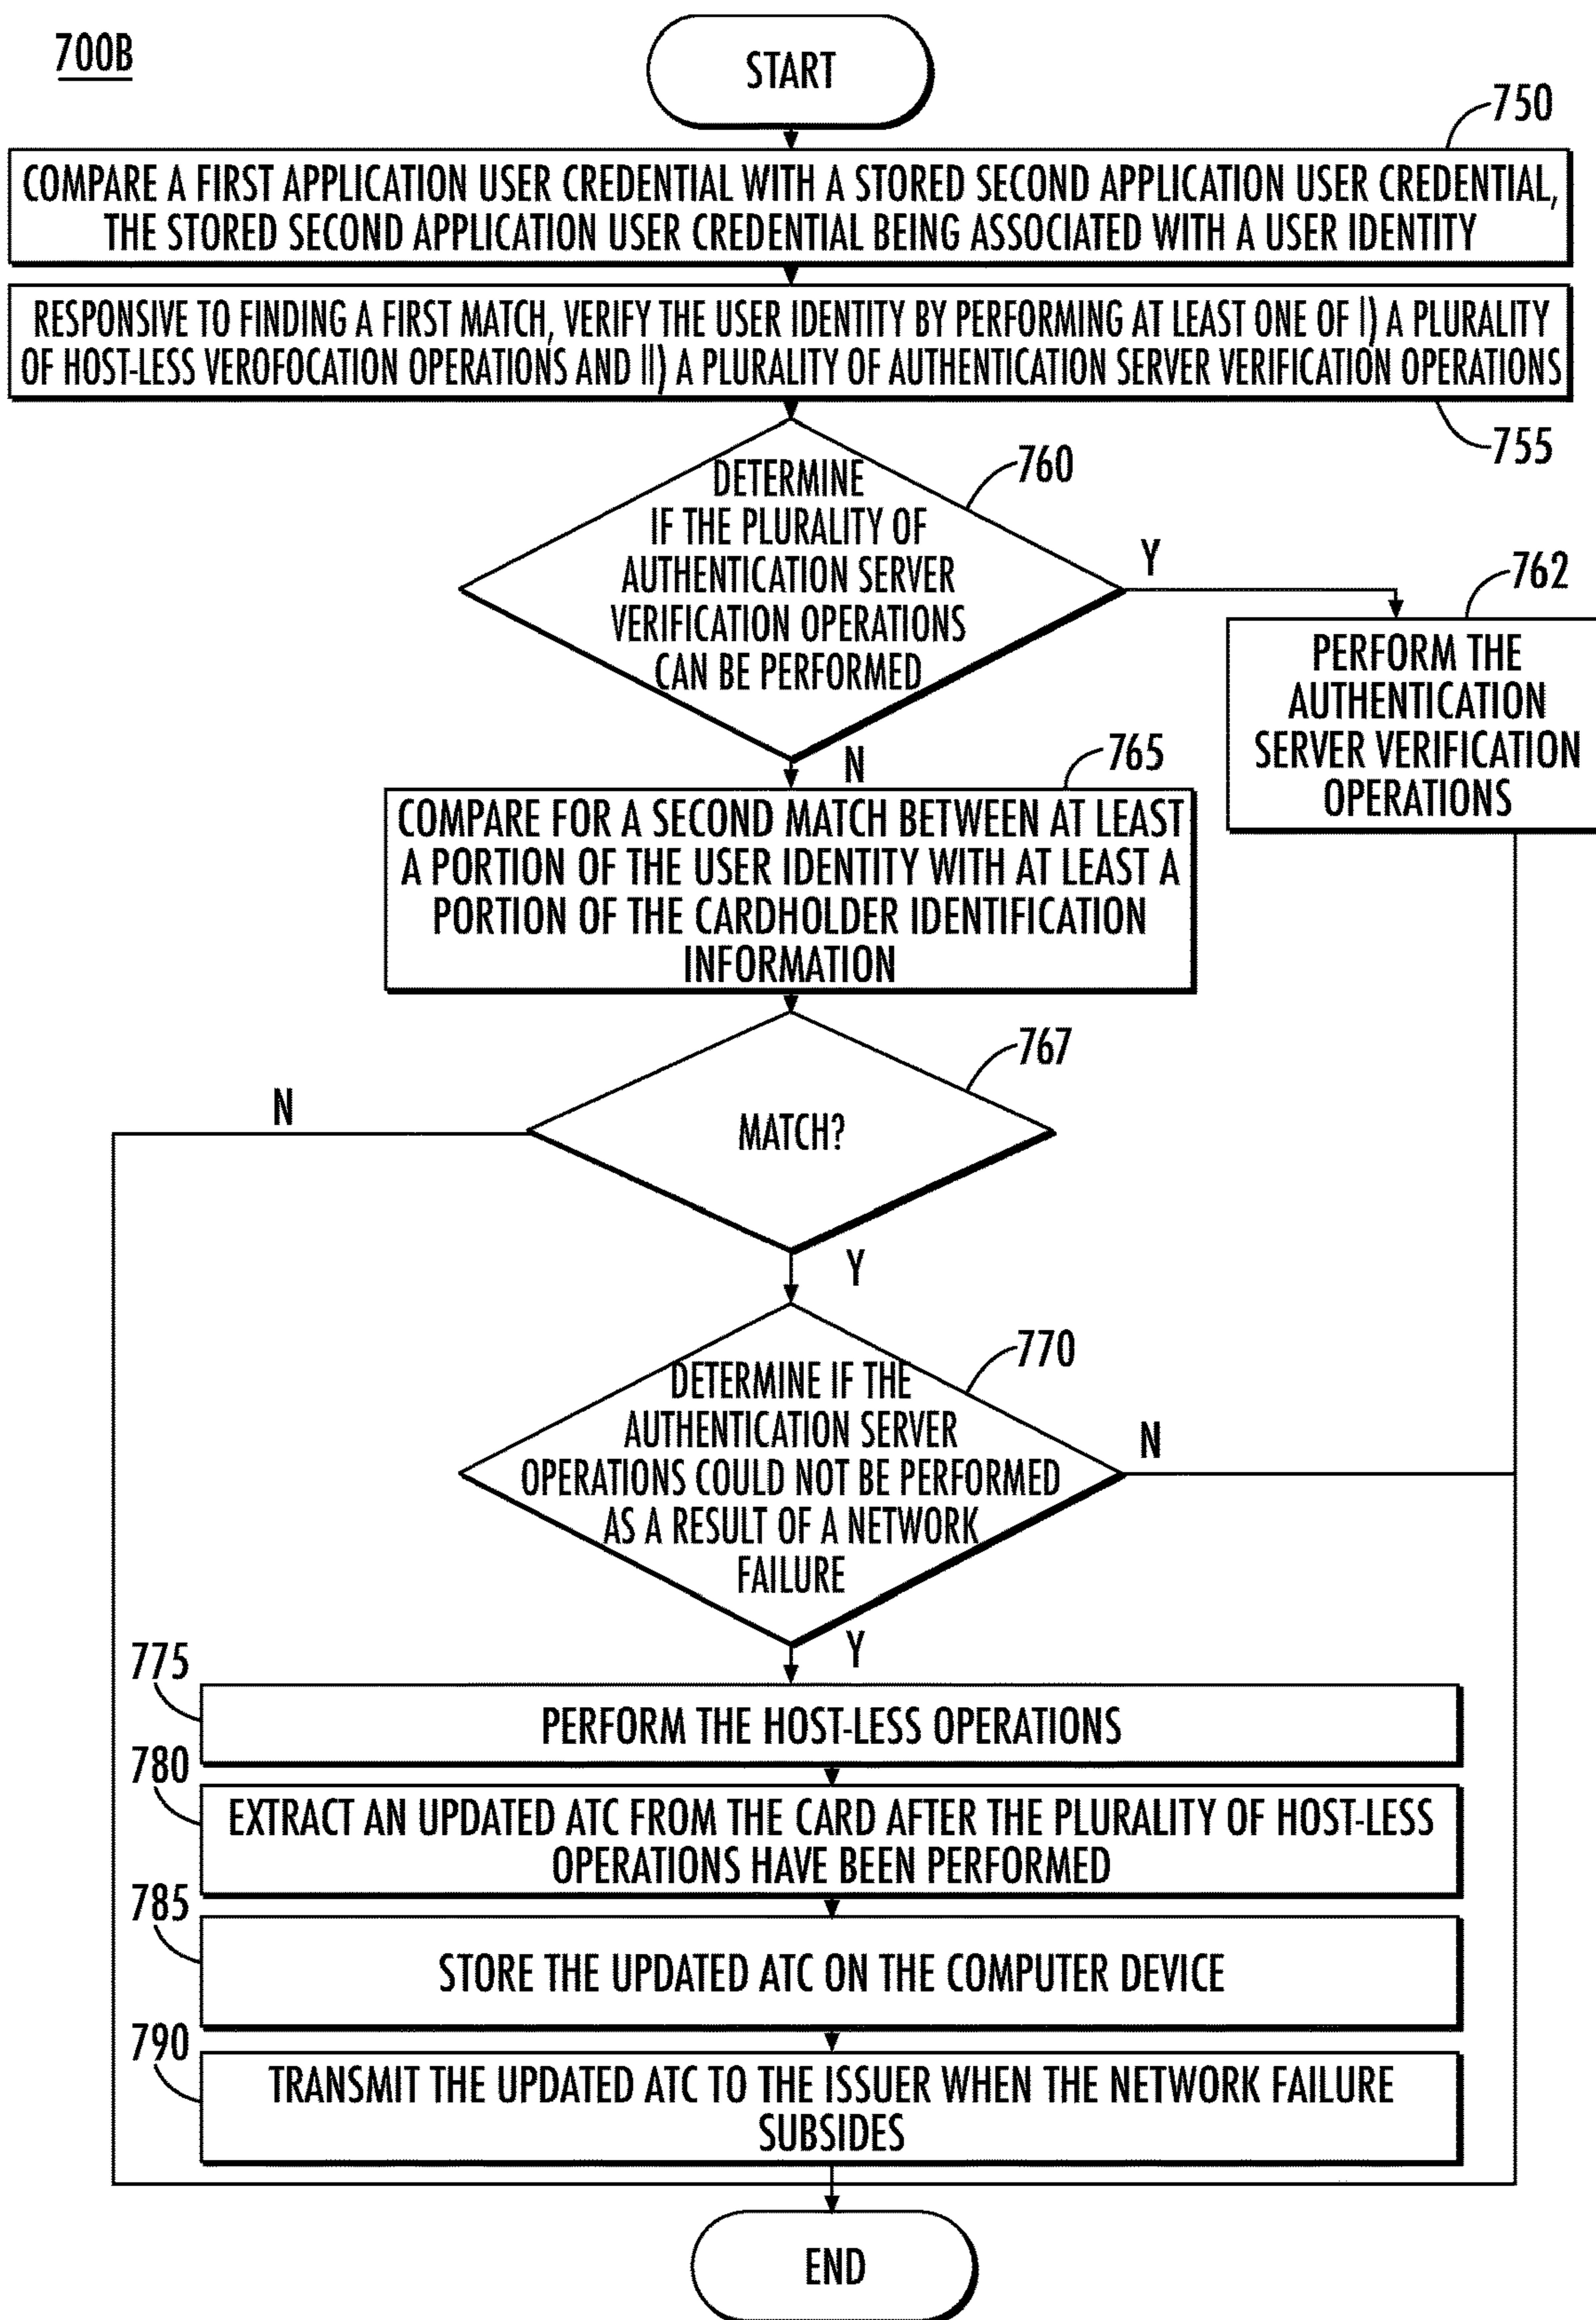 700B
START
750
COMPARE A FIRST APPLICATION USER CREDENTIAL WITH A STORED SECOND APPLICATION USER CREDENTIAL,
THE STORED SECOND APPLICATION USER CREDENTIAL BEING ASSOCIATED WITH A USER IDENTITY
RESPONSIVE TO FINDING A FIRST MATCH, VERIFY THE USER IDENTITY BY PERFORMING AT LEAST ONE OF I) A PLURALITY
OF HOST-LESS VEROFOCATION OPERATIONS AND II) A PLURALITY OF AUTHENTICATION SERVER VERIFICATION OPERATIONS
755
760
DETERMINE
IF THE PLURALITY OF
AUTHENTICATION SERVER
VERIFICATION OPERATIONS
CAN BE PERFORMED
Y
762
PERFORM THE
AUTHENTICATION
SERVER VERIFICATION
OPERATIONS
N
765
COMPARE FOR A SECOND MATCH BETWEEN AT LEAST
A PORTION OF THE USER IDENTITY WITH AT LEAST A
PORTION OF THE CARDHOLDER IDENTIFICATION
INFORMATION
767
MATCH?
N
Y
770
DETERMINE IF THE
AUTHENTICATION SERVER
OPERATIONS COULD NOT BE PERFORMED
AS A RESULT OF A NETWORK
FAILURE
N
Y
775
PERFORM THE HOST-LESS OPERATIONS
780
EXTRACT AN UPDATED ATC FROM THE CARD AFTER THE PLURALITY OF HOST-LESS
OPERATIONS HAVE BEEN PERFORMED
785
STORE THE UPDATED ATC ON THE COMPUTER DEVICE
790
TRANSMIT THE UPDATED ATC TO THE ISSUER WHEN THE NETWORK FAILURE
SUBSIDES
END